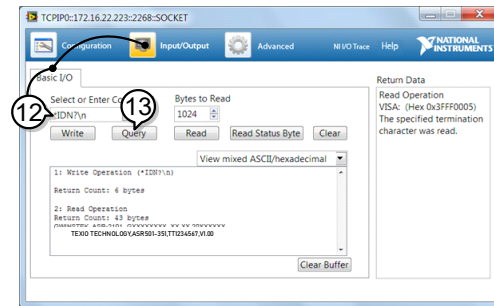 TCPIP0::172.16.22.223::2268::SOCKET
Configuration Input/Output Advanced NI I/O Trace Help NATIONAL INSTRUMENTS
Basic I/O
Return Data
Select or Enter Co
Bytes to Read
12
13
*IDN?\n
1024
Write Query Read Read Status Byte Clear
View mixed ASCII/hexadecimal
1: Write Operation (*IDN?\n)
Return Count: 6 bytes
2: Read Operation
Return Count: 43 bytes
TEXIO TECHNOLOGY,ASR501-351,TTI234567,V1.00
Clear Buffer
Read Operation
VISA: (Hex 0x3FFF0005)
The specified termination
character was read.